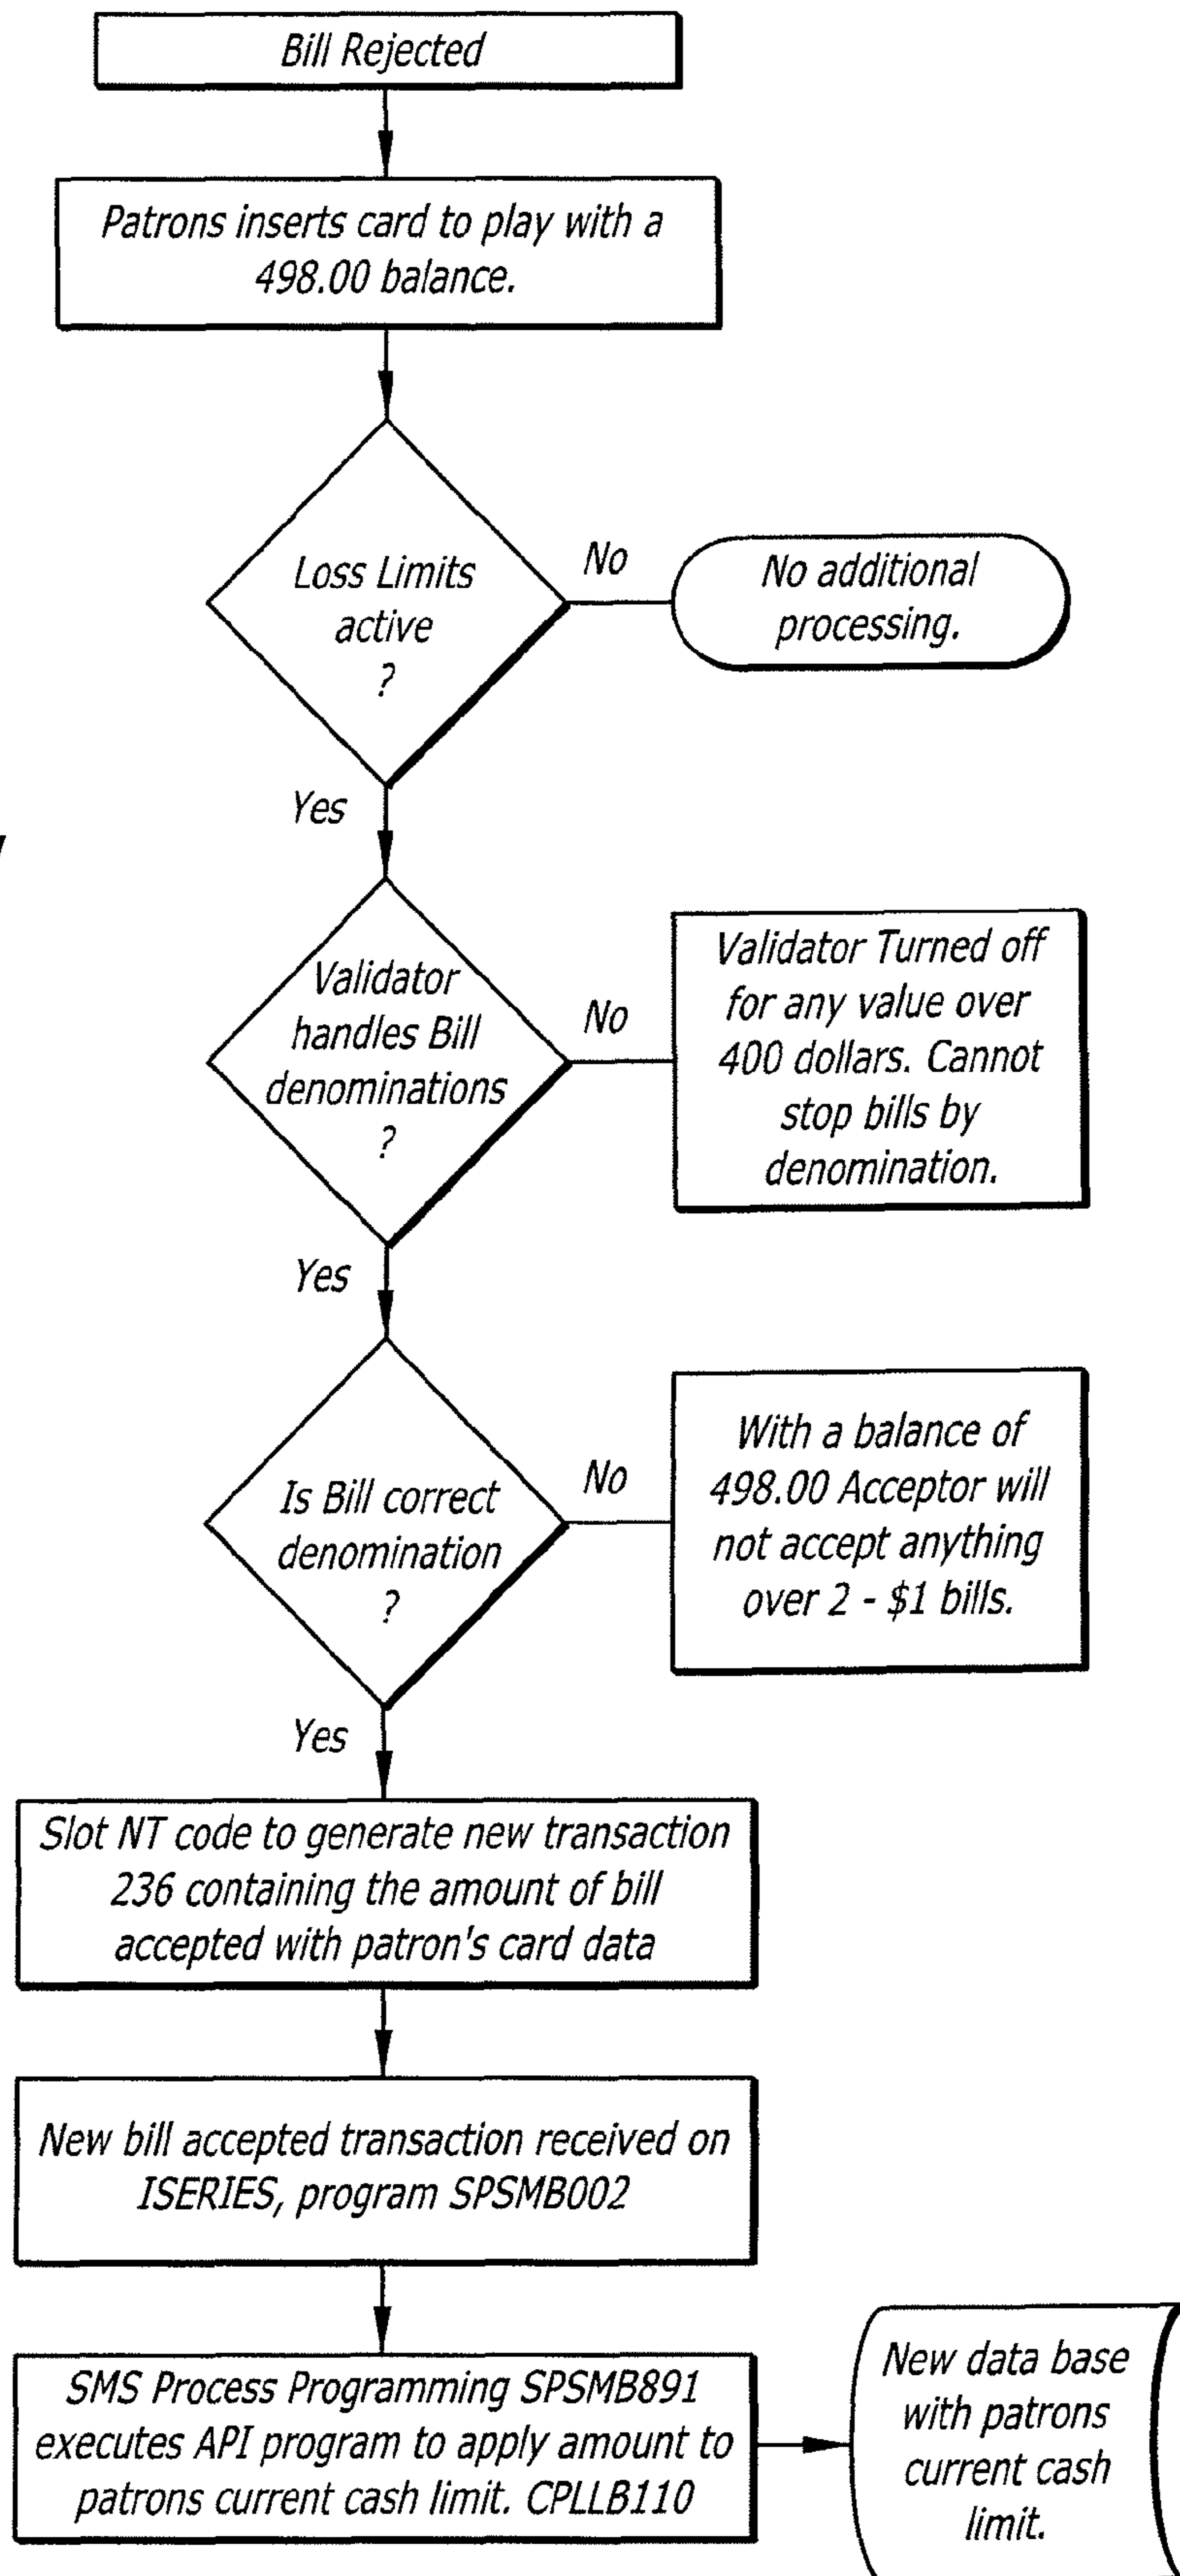 Bill Rejected
Patrons inserts card to play with a
498.00 balance.
Loss Limits
active
?
No
No additional
processing.
Yes
Validator
handles Bill
denominations
?
No
Validator Turned off
for any value over
400 dollars. Cannot
stop bills by
denomination.
Yes
Is Bill correct
denomination
?
No
With a balance of
498.00 Acceptor will
not accept anything
over 2 - $1 bills.
Yes
Slot NT code to generate new transaction
236 containing the amount of bill
accepted with patron's card data
New bill accepted transaction received on
ISERIES, program SPSMB002
SMS Process Programming SPSMB891
executes API program to apply amount to
patrons current cash limit. CPLLB110
New data base
with patrons
current cash
limit.